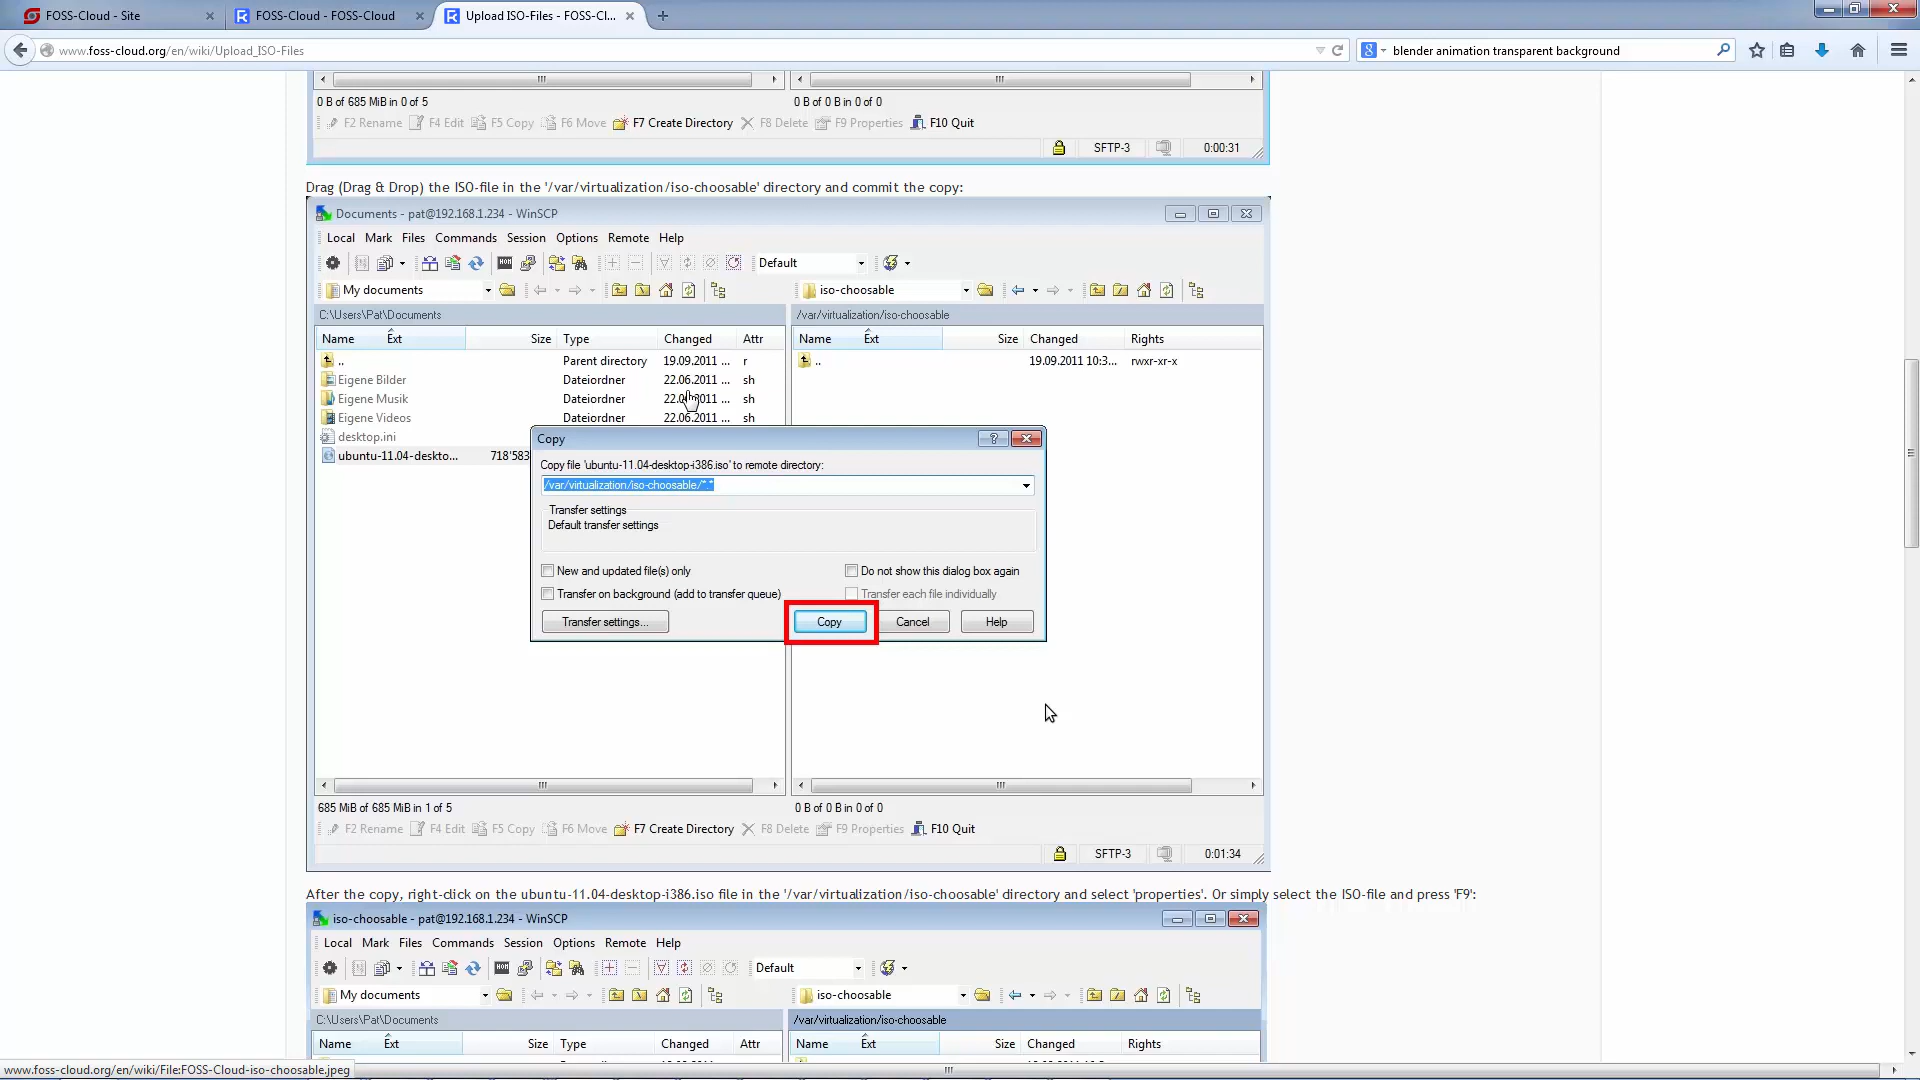 FOSS-Cloud - Site
FOSS-Cloud - FOSS-Cloud
Upload ISO-Files - FOSS-Cl...
www.foss-cloud.org/en/wiki/Upload_ISO-Files
blender animation transparent background
0 B of 685 MiB in 0 of 5
0 B of 0 B in 0 of 0
F2 Rename F4 Edit F5 Copy F6 Move F7 Create Directory F8 Delete F9 Properties F10 Quit
SFTP-3 0:00:31
Drag (Drag & Drop) the ISO-file in the '/var/virtualization/iso-choosable' directory and commit the copy:
Documents - pat@192.168.1.234 - WinSCP
Local Mark Files Commands Session Options Remote Help
Default
My documents
iso-choosable
C:\Users\Pat\Documents
/var/virtualization/iso-choosable
Name Ext Size Type Changed Attr
Name Ext Size Changed Rights
.. Parent directory 19.09.2011 ... r
.. 19.09.2011 10:3... rwxr-xr-x
Eigene Bilder Dateiordner 22.06.2011 ... sh
Eigene Musik Dateiordner 22.06.2011 ... sh
Eigene Videos Dateiordner 22.06.2011 ... sh
desktop.ini
ubuntu-11.04-deskto... 718'583
Copy
Copy file 'ubuntu-11.04-desktop-i386.iso' to remote directory:
/var/virtualization/iso-choosable/*.*
Transfer settings
Default transfer settings
New and updated file(s) only
Do not show this dialog box again
Transfer on background (add to transfer queue)
Transfer each file individually
Transfer settings...
Copy
Cancel
Help
685 MiB of 685 MiB in 1 of 5
0 B of 0 B in 0 of 0
F2 Rename F4 Edit F5 Copy F6 Move F7 Create Directory F8 Delete F9 Properties F10 Quit
SFTP-3 0:01:34
After the copy, right-click on the ubuntu-11.04-desktop-i386.iso file in the '/var/virtualization/iso-choosable' directory and select 'properties'. Or simply select the ISO-file and press 'F9':
iso-choosable - pat@192.168.1.234 - WinSCP
Local Mark Files Commands Session Options Remote Help
Default
My documents
iso-choosable
C:\Users\Pat\Documents
/var/virtualization/iso-choosable
Name Ext Size Type Changed Attr
Name Ext Size Changed Rights
www.foss-cloud.org/en/wiki/File:FOSS-Cloud-iso-choosable.jpeg